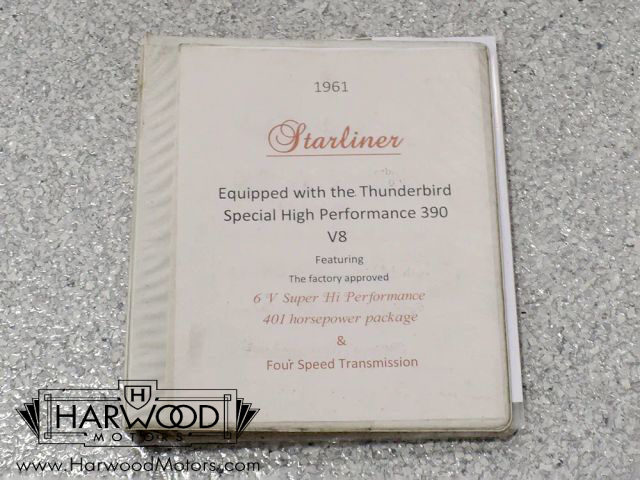 1961
Starliner
Equipped with the Thunderbird
Special High Performance 390
V8
Featuring
The factory approved
6 V Super Hi Performance
401 horsepower package
&
Four Speed Transmission
H
HARWOOD
MOTORS
www.HarwoodMotors.com